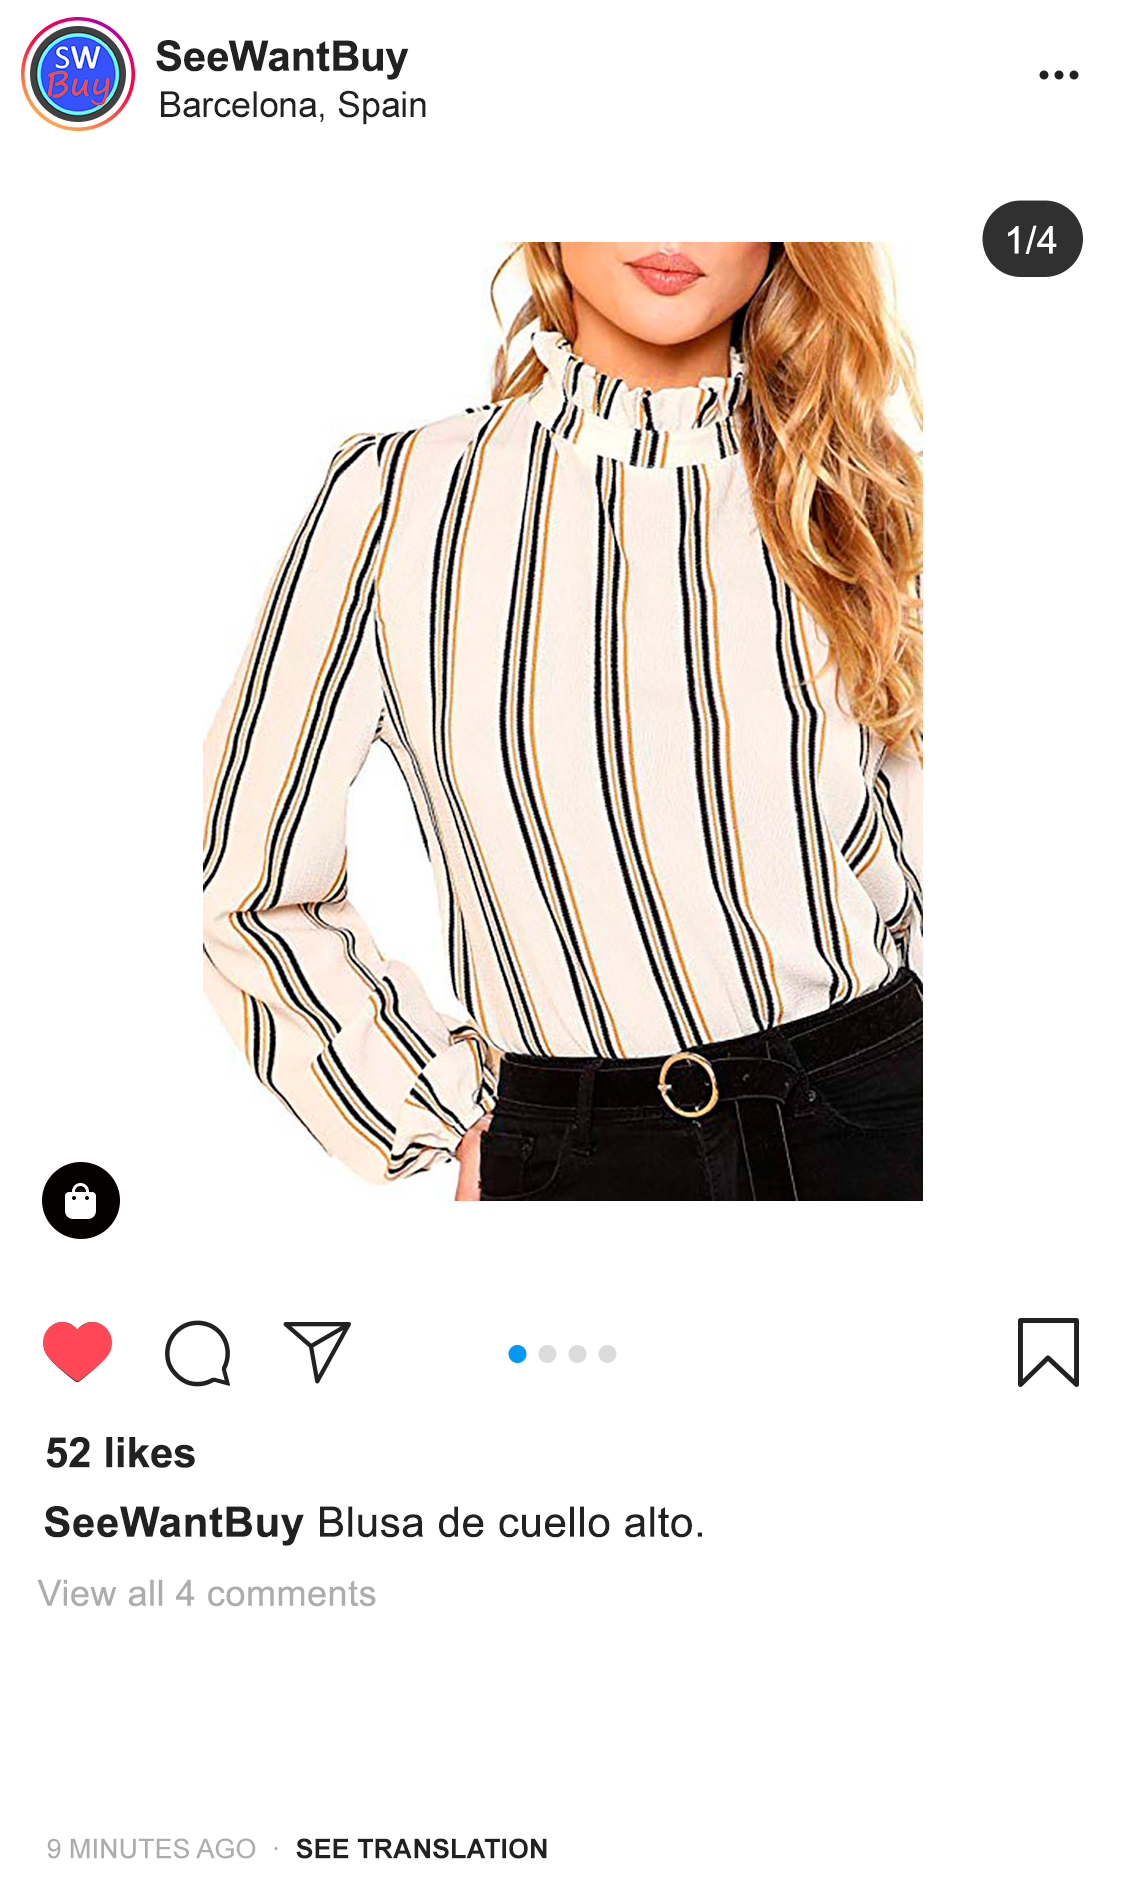 SW
Buy
SeeWantBuy
Barcelona, Spain
1/4
52 likes
SeeWantBuy Blusa de cuello alto.
View all 4 comments
9 MINUTES AGO · SEE TRANSLATION